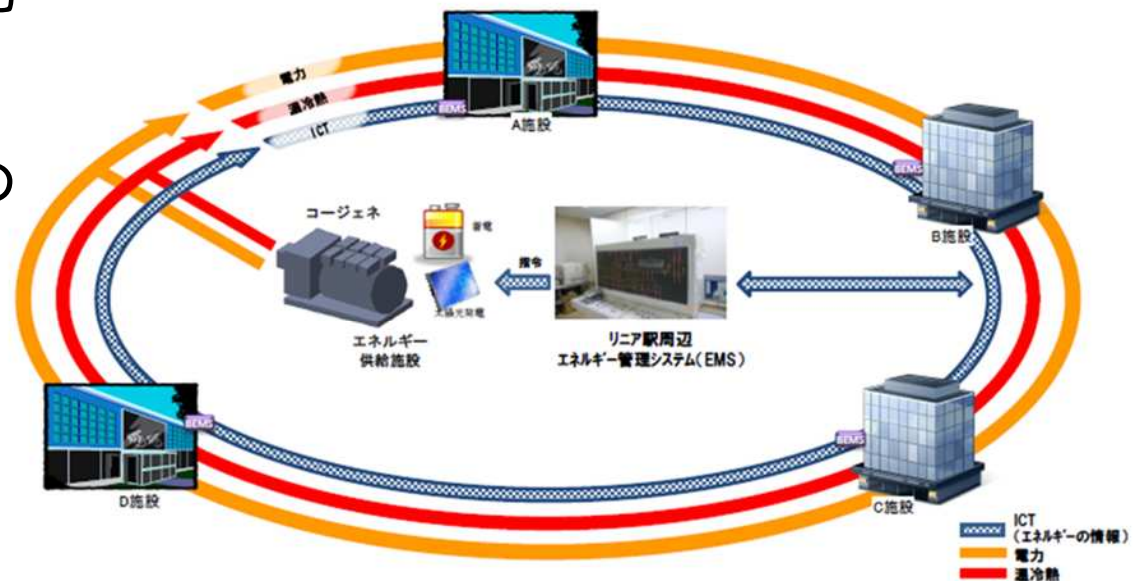 電力
温冷熱
ICT
BEMS
A施設
BEMS
B施設
コージェネ
蓄電
太陽光発電
指令
エネルギー
供給施設
リニア駅周辺
エネルギー管理システム(EMS)
BEMS
D施設
BEMS
C施設
ICT
(エネルギーの情報)
電力
温冷熱